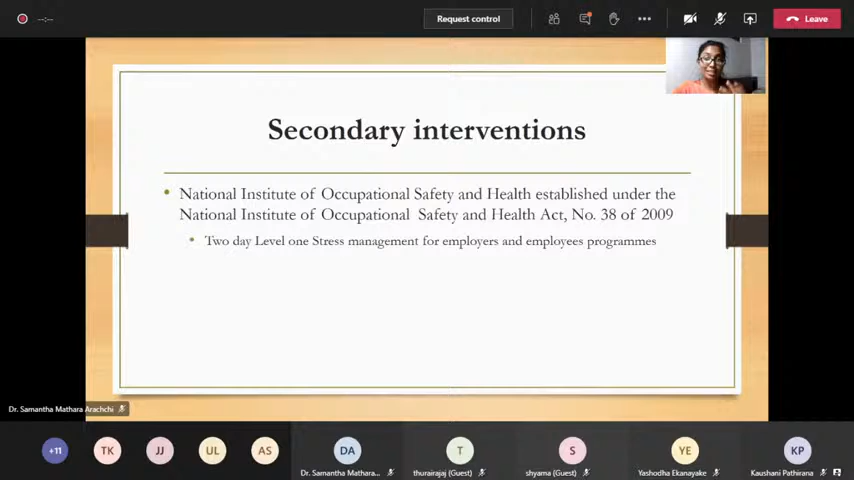 --:--
Request control
Leave
Secondary interventions
National Institute of Occupational Safety and Health established under the
National Institute of Occupational Safety and Health Act, No. 38 of 2009
Two day Level one Stress management for employers and employees programmes
Dr. Samantha Mathara Arachchi
+11
TK
JJ
UL
AS
DA
T
S
YE
KP
Dr. Samantha Mathara...
thurairajaj (Guest)
shyama (Guest)
Yashodha Ekanayake
Kaushani Pathirana